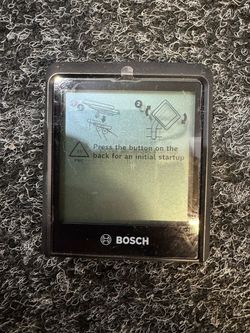 Press the button on the
back for an initial startup
BOSCH